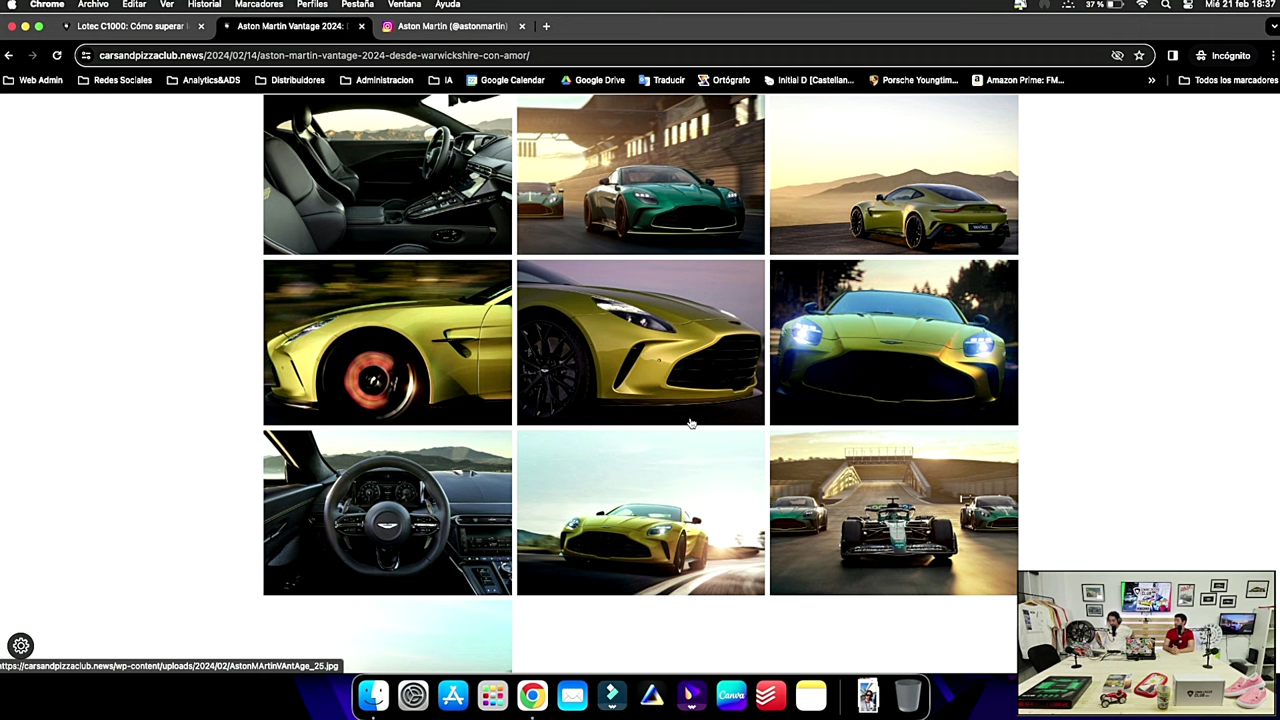 Chrome Archivo Editar Ver Historial Marcadores Perfiles Pestaña Ventana Ayuda 37 % Mié 21 feb 18:37
Lotec C1000: Cómo superar Aston Martin Vantage 2024: Aston Martin (@astonmartin)
carsandpizzaclub.news/2024/02/14/aston-martin-vantage-2024-desde-warwickshire-con-amor/ Incógnito
Web Admin Redes Sociales Analytics&ADS Distribuidores Administracion IA Google Calendar Google Drive Traducir Ortógrafo Initial D [Castellan... Porsche Youngtim... Amazon Prime: FM... » Todos los marcadores
https://carsandpizzaclub.news/wp-content/uploads/2024/02/AstonMArtinVAntAge_25.jpg
Canva